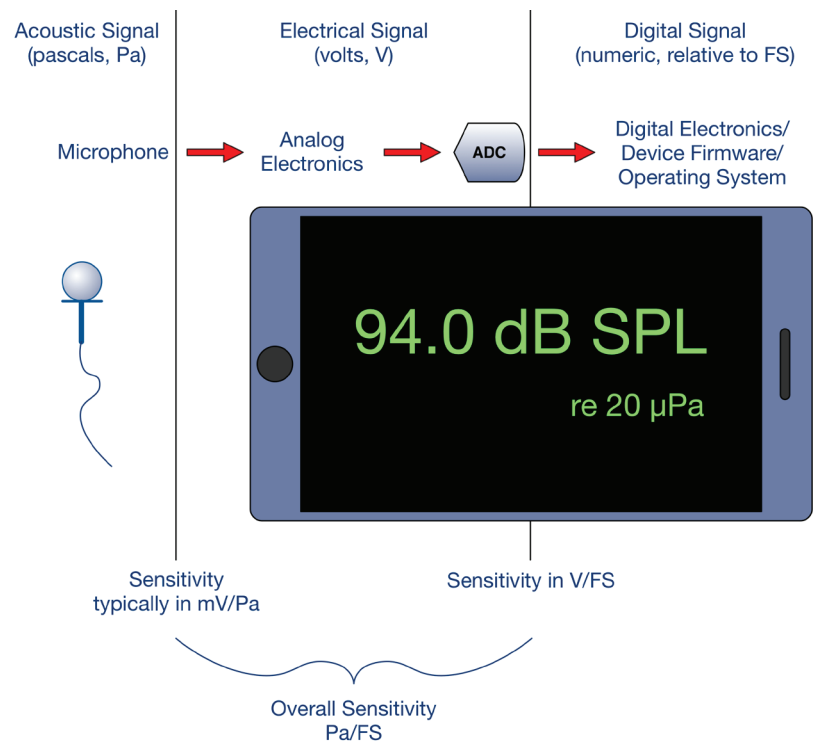 Acoustic Signal
(pascals, Pa)
Electrical Signal
(volts, V)
Digital Signal
(numeric, relative to FS)
Microphone
Analog
Electronics
ADC
Digital Electronics/
Device Firmware/
Operating System
94.0 dB SPL
re 20 µPa
Sensitivity
typically in mV/Pa
Sensitivity in V/FS
Overall Sensitivity
Pa/FS